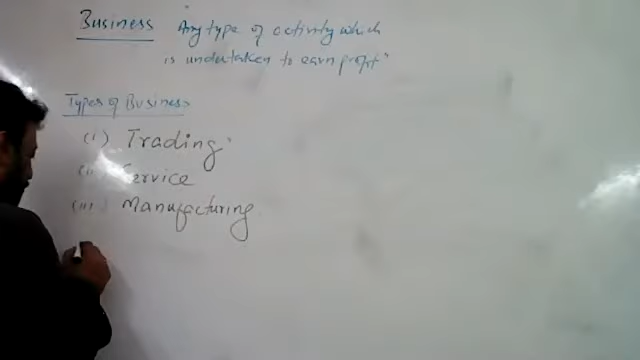 Business "Any type of activity which
is undertaken to earn profit"
Types of Business
(i) Trading
(ii) Service
(iii) Manufacturing